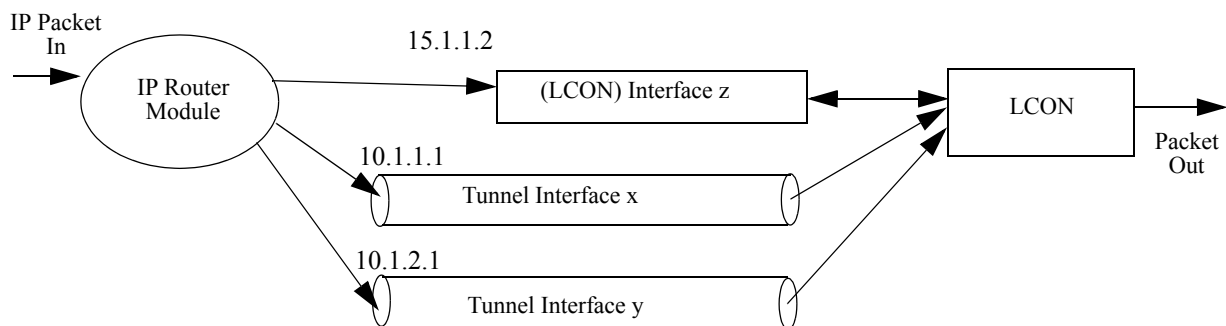 IP Packet
In
15.1.1.2
IP Router
Module
(LCON) Interface z
LCON
Packet
Out
10.1.1.1
Tunnel Interface x
10.1.2.1
Tunnel Interface y